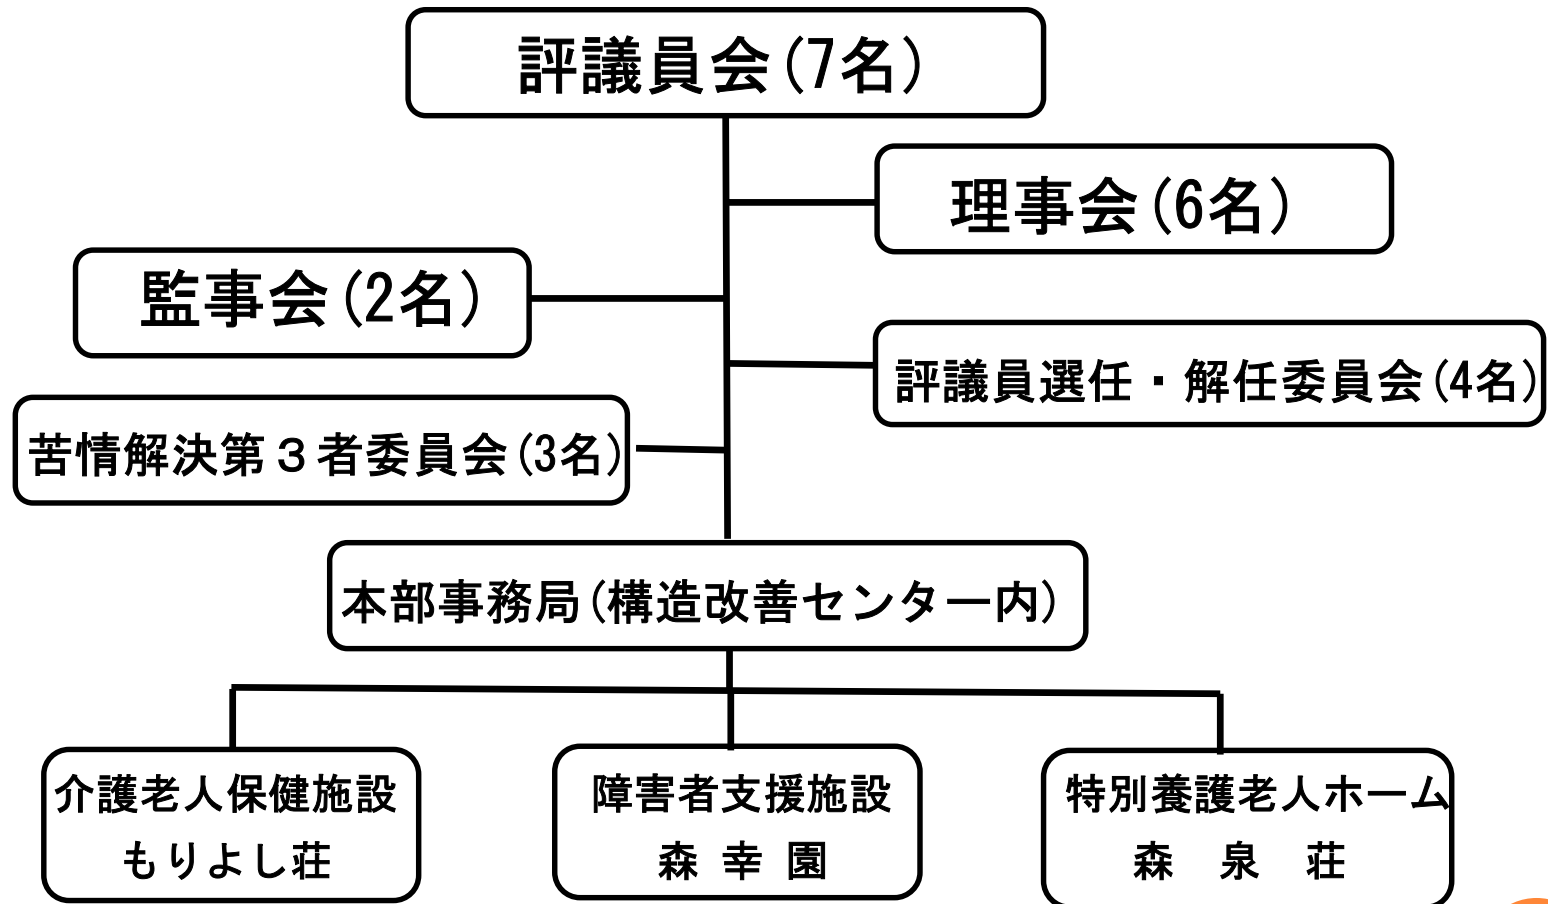 評議員会(7名)
理事会(6名)
監事会(2名)
評議員選任・解任委員会(4名)
苦情解決第３者委員会(3名)
本部事務局(構造改善センター内)
介護老人保健施設
もりよし荘
障害者支援施設
森 幸 園
特別養護老人ホーム
森　泉　荘